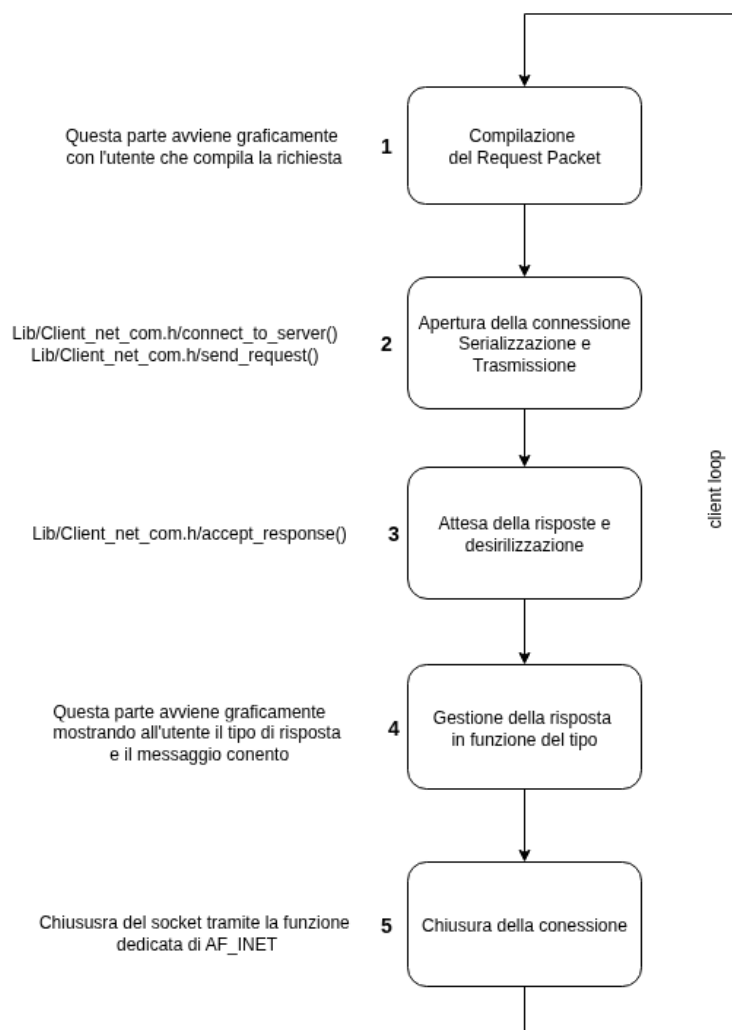 Questa parte avviene graficamente
con l'utente che compila la richiesta
1
Compilazione
del Request Packet
Lib/Client_net_com.h/connect_to_server()
Lib/Client_net_com.h/send_request()
2
Apertura della connessione
Serializzazione e
Trasmissione
Lib/Client_net_com.h/accept_response()
3
Attesa della risposte e
desirilizzazione
client loop
Questa parte avviene graficamente
mostrando all'utente il tipo di risposta
e il messaggio conento
4
Gestione della risposta
in funzione del tipo
Chiususra del socket tramite la funzione
dedicata di AF_INET
5
Chiusura della conessione